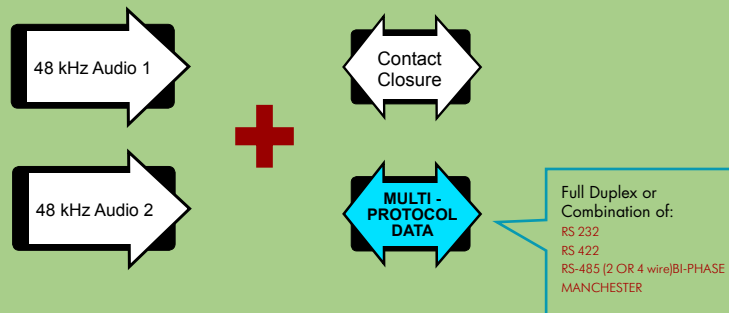 48 kHz Audio 1
Contact
Closure
48 kHz Audio 2
MULTI -
PROTOCOL
DATA
Full Duplex or
Combination of:
RS 232
RS 422
RS-485 (2 OR 4 wire)BI-PHASE
MANCHESTER